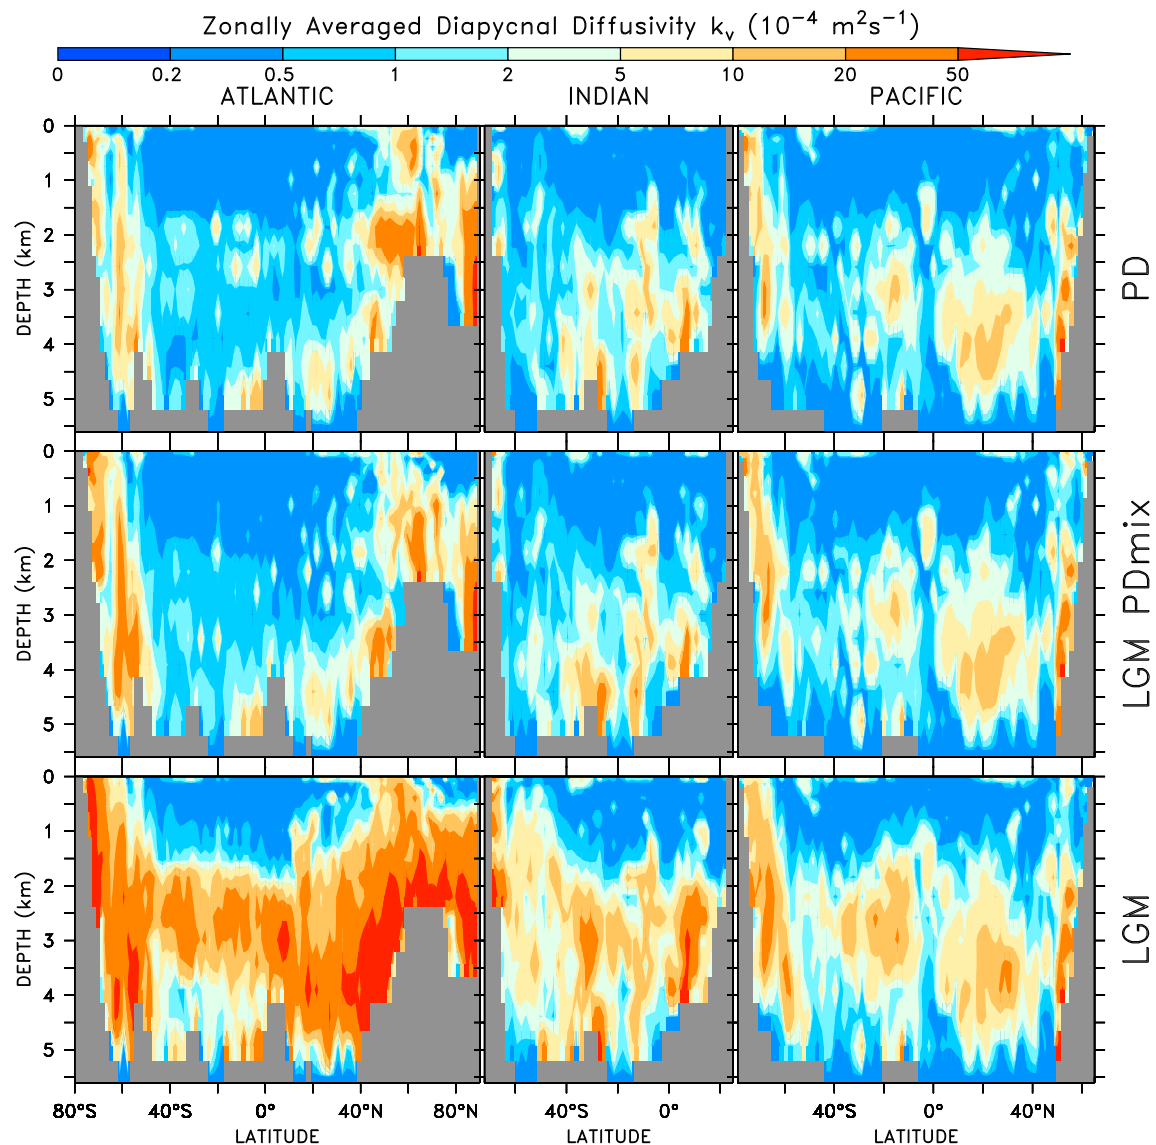 Zonally Averaged Diapycnal Diffusivity kᵥ (10⁻⁴ m²s⁻¹)
0 0.2 0.5 1 2 5 10 20 50
ATLANTIC INDIAN PACIFIC
0
1
2
3
4
5
DEPTH (km)
PD
0
1
2
3
4
5
DEPTH (km)
LGM PDmix
0
1
2
3
4
5
DEPTH (km)
LGM
80°S 40°S 0° 40°N 80°N 40°S 0° 40°S 0° 40°N
LATITUDE LATITUDE LATITUDE